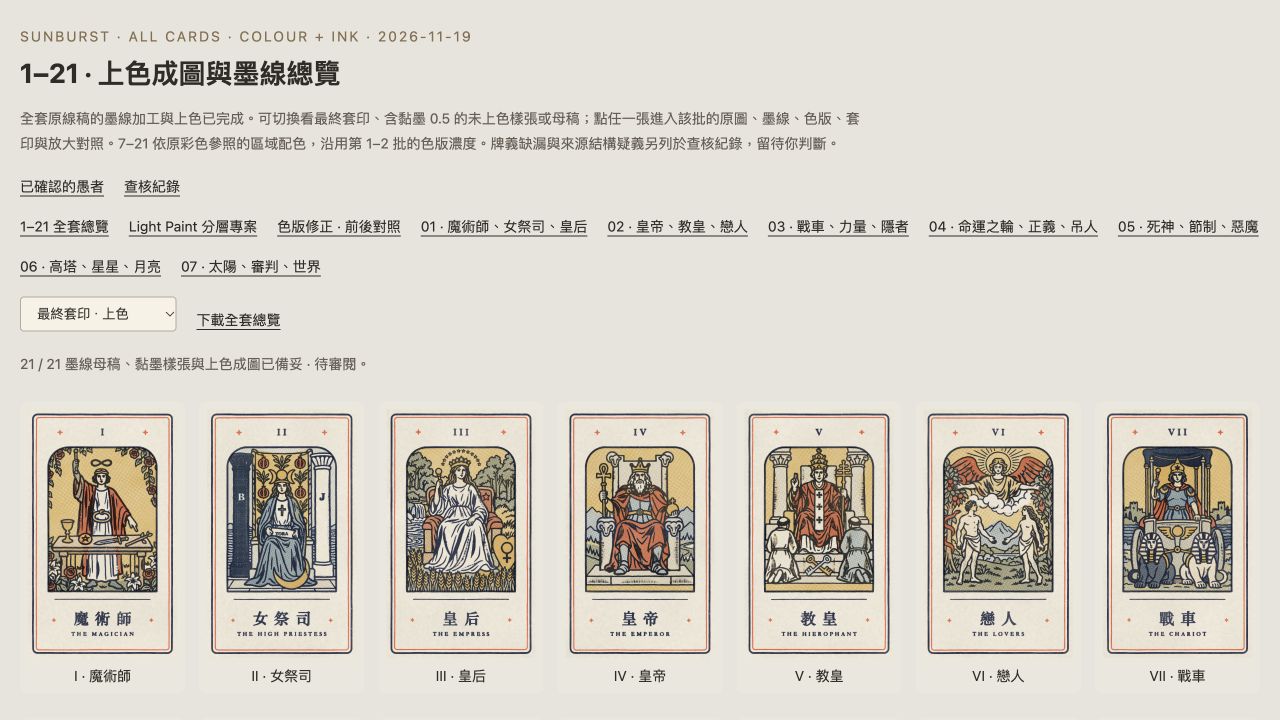 SUNBURST · ALL CARDS · COLOUR + INK · 2026-11-19
1–21 · 上色成圖與墨線總覽
全套原線稿的墨線加工與上色已完成。可切換看最終套印、含黏墨 0.5 的未上色樣張或母稿；點任一張進入該批的原圖、墨線、色版、套
印與放大對照。7–21 依原彩色參照的區域配色，沿用第 1–2 批的色版濃度。牌義缺漏與來源結構疑義另列於查核紀錄，留待你判斷。
已確認的愚者 查核紀錄
1–21 全套總覽 Light Paint 分層專案 色版修正 · 前後對照 01 · 魔術師、女祭司、皇后 02 · 皇帝、教皇、戀人 03 · 戰車、力量、隱者 04 · 命運之輪、正義、吊人 05 · 死神、節制、惡魔
06 · 高塔、星星、月亮 07 · 太陽、審判、世界
最終套印 · 上色 下載全套總覽
21 / 21 墨線母稿、黏墨樣張與上色成圖已備妥 · 待審閱。
I II III IV V VI VII
B J
魔術師 女祭司 皇后 皇帝 教皇 戀人 戰車
THE MAGICIAN THE HIGH PRIESTESS THE EMPRESS THE EMPEROR THE HIEROPHANT THE LOVERS THE CHARIOT
I · 魔術師 II · 女祭司 III · 皇后 IV · 皇帝 V · 教皇 VI · 戀人 VII · 戰車